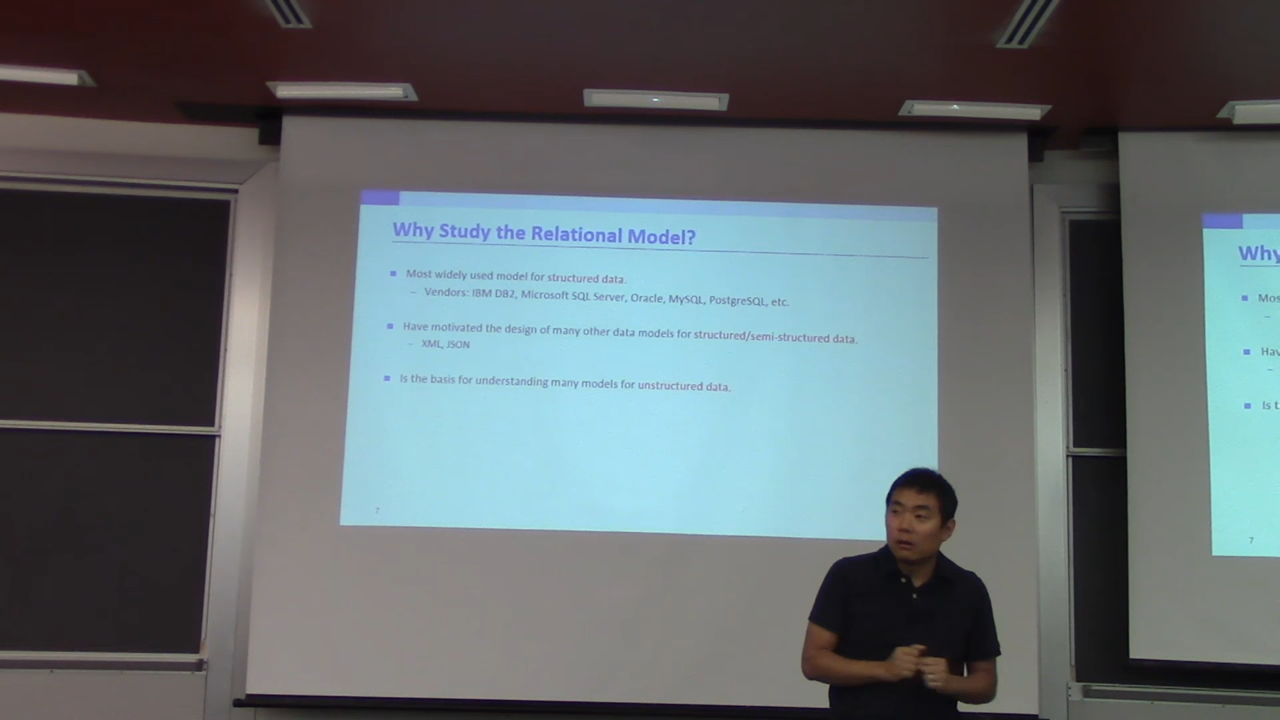 Why Study the Relational Model?
Most widely used model for structured data.
– Vendors: IBM DB2, Microsoft SQL Server, Oracle, MySQL, PostgreSQL, etc.
Have motivated the design of many other data models for structured/semi-structured data.
– XML, JSON
Is the basis for understanding many models for unstructured data.
7
Why
Mos
–
Hav
–
Is t
7